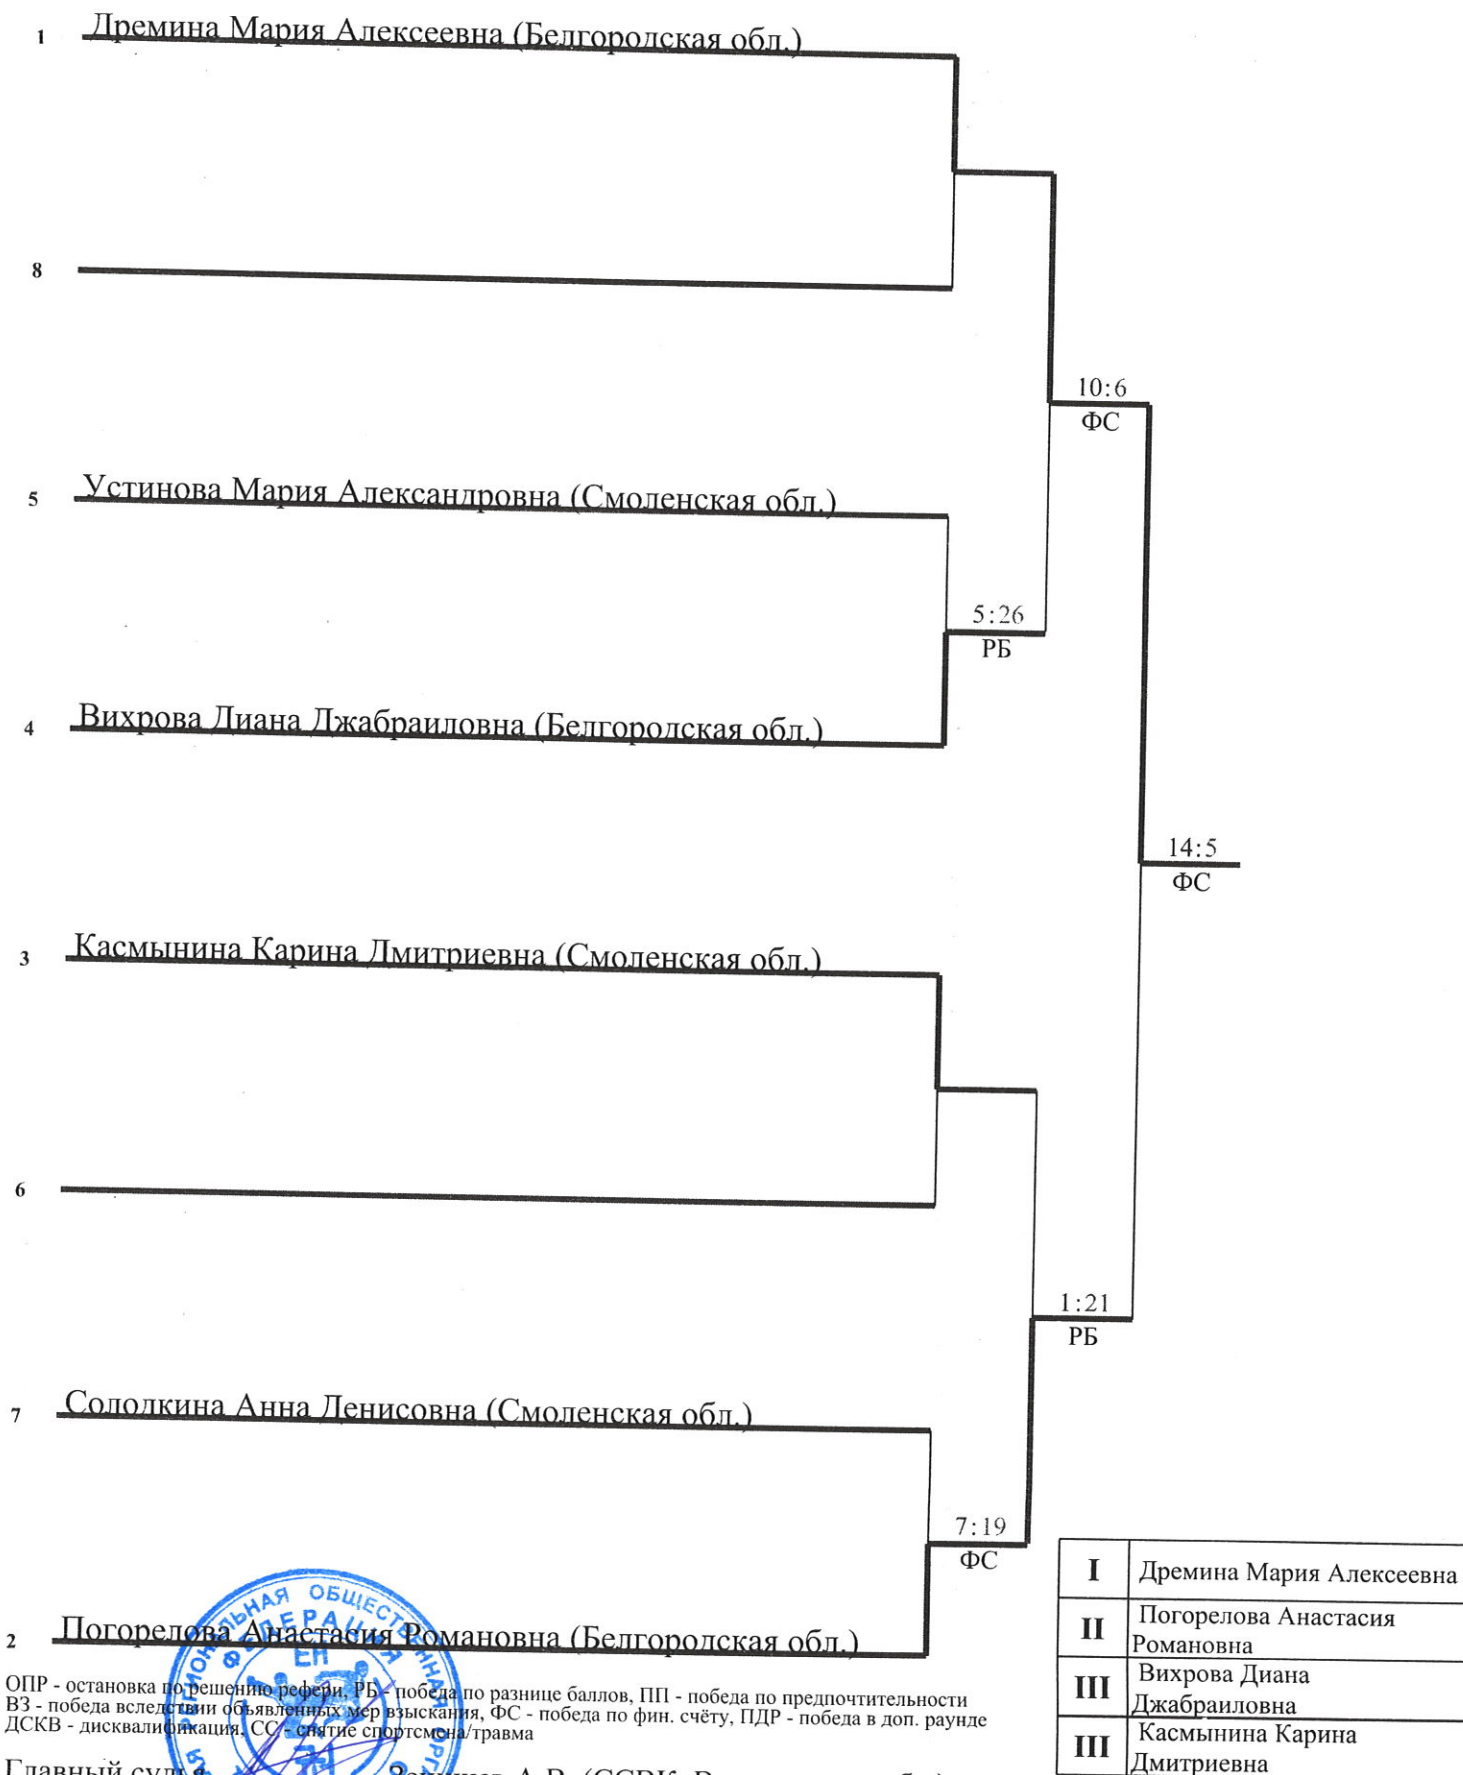 1 Дремина Мария Алексеевна (Белгородская обл.)
8
10:6
ФС
5 Устинова Мария Александровна (Смоленская обл.)
5:26
РБ
4 Вихрова Диана Джабраиловна (Белгородская обл.)
14:5
ФС
3 Касмынина Карина Дмитриевна (Смоленская обл.)
6
1:21
РБ
7 Солодкина Анна Денисовна (Смоленская обл.)
7:19
ФС
2 Погорелова Анастасия Романовна (Белгородская обл.)
I Дремина Мария Алексеевна
II Погорелова Анастасия
Романовна
III Вихрова Диана
Джабраиловна
III Касмынина Карина
Дмитриевна
ОПР - остановка по решению рефери, РБ - победа по разнице баллов, ПП - победа по предпочтительности
ВЗ - победа вследствии объявленных мер взыскания, ФС - победа по фин. счёту, ПДР - победа в доп. раунде
ДСКВ - дисквалификация, СС - снятие спортсмена/травма
РЕГИОНАЛЬНАЯ ОБЩЕСТВЕННАЯ
ФЕДЕРАЦИЯ
Главный судья А.В.